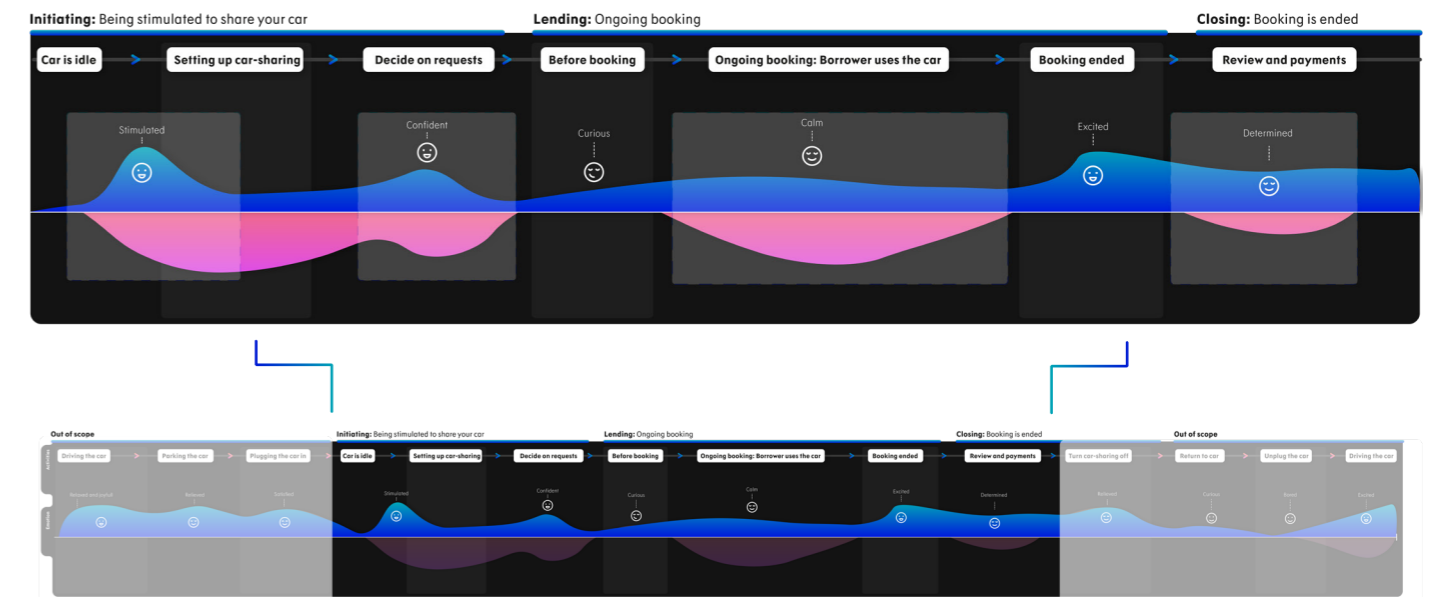 Initiating: Being stimulated to share your car
Lending: Ongoing booking
Closing: Booking is ended
Car is idle
Setting up car-sharing
Decide on requests
Before booking
Ongoing booking: Borrower uses the car
Booking ended
Review and payments
Stimulated
Confident
Curious
Calm
Excited
Determined
Out of scope
Initiating: Being stimulated to share your car
Lending: Ongoing booking
Closing: Booking is ended
Out of scope
Activities
Driving the car
Parking the car
Plugging the car in
Car is idle
Setting up car-sharing
Decide on requests
Before booking
Ongoing booking: Borrower uses the car
Booking ended
Review and payments
Turn car-sharing off
Return to car
Unplug the car
Driving the car
Relaxed and joyful
Relieved
Satisfied
Stimulated
Confident
Curious
Calm
Excited
Determined
Relieved
Curious
Bored
Excited